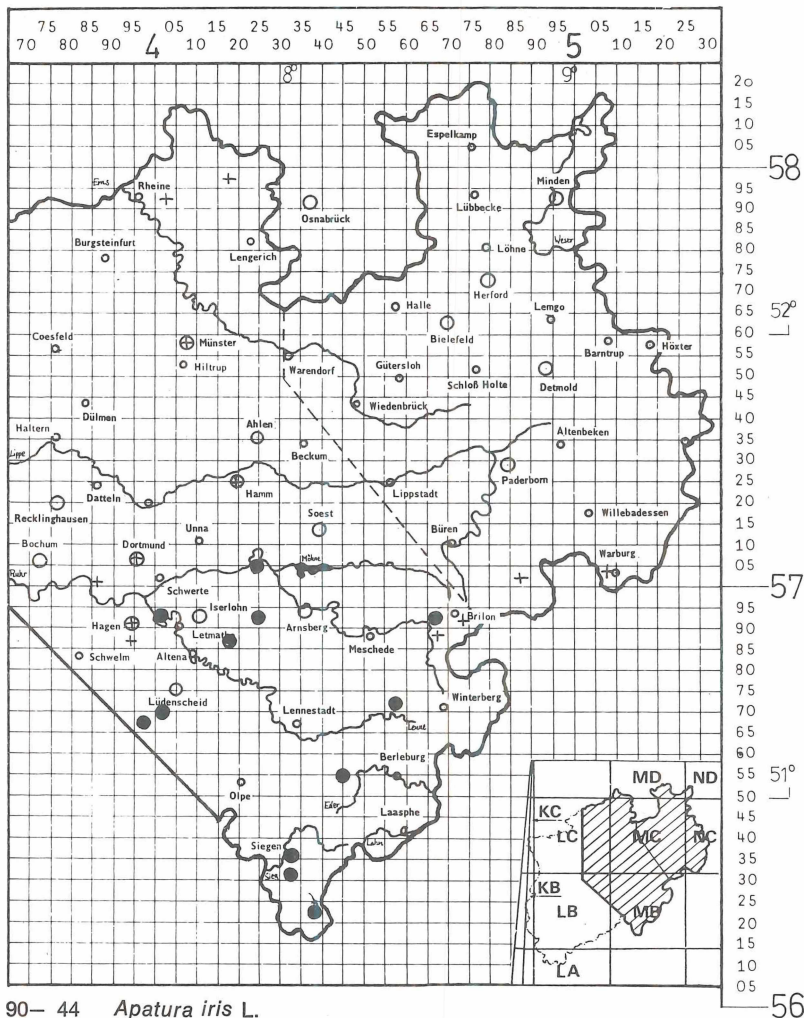 75 85 95 4 05 15 25 35 45 55 65 75 85 95 5 05 15 25
70 80 90 00 10 20 30 40 50 60 70 80 90 00 10 20 30
8° 9°
20
15
10
Espelkamp 05
58
Ems Rheine Minden 95
Osnabrück Lübbecke 90
Burgsteinfurt Lengerich Löhne Weser 80
75
Herford 70
Halle Lemgo 65 52°
Coesfeld Münster Bielefeld Barntrup Höxter 60
Hiltrup Warendorf Gütersloh Schloß Holte Detmold 55
50
Dülmen Wiedenbrück 45
40
Haltern Ahlen Beckum Altenbeken 35
Lippe Paderborn 30
Datteln Hamm Lippstadt 25
Recklinghausen Willebadessen 20
Soest 15
Unna Büren 10
Bochum Dortmund Möhne Warburg 05
Ruhr Schwerte 57
Iserlohn Brilon 95
Hagen Letmathe Arnsberg 90
Schwelm Altena Meschede 85
80
Lüdenscheid 75
Lennestadt Lenne Winterberg 70
65
60
Olpe Berleburg 55 51°
Eder 50
Laasphe 45
Siegen Lahn 40
35
Sieg 30
25
20
15
10
05
MD ND
KC
LC MC NC
KB
LB MB
LA
56
90– 44 Apatura iris L.